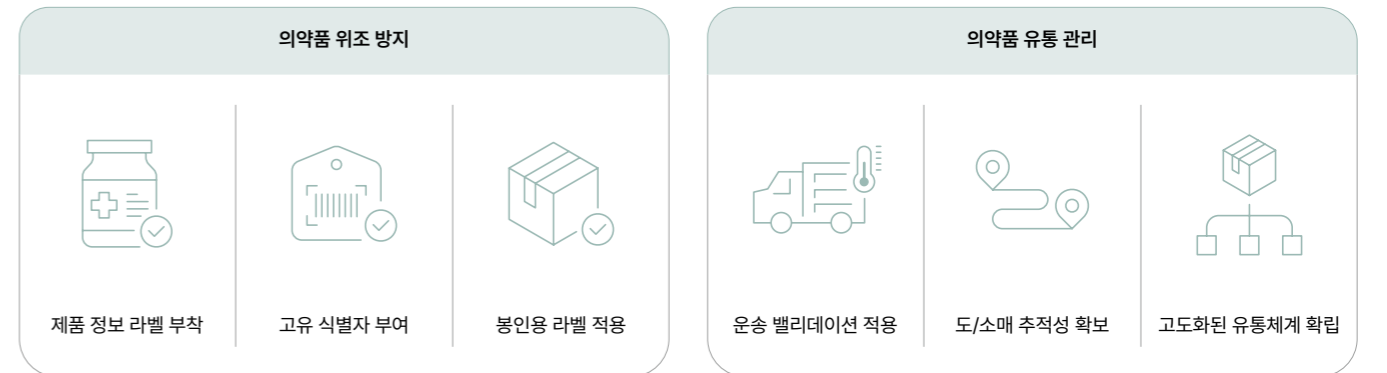 의약품 위조 방지
제품 정보 라벨 부착
고유 식별자 부여
봉인용 라벨 적용
의약품 유통 관리
운송 밸리데이션 적용
도/소매 추적성 확보
고도화된 유통체계 확립